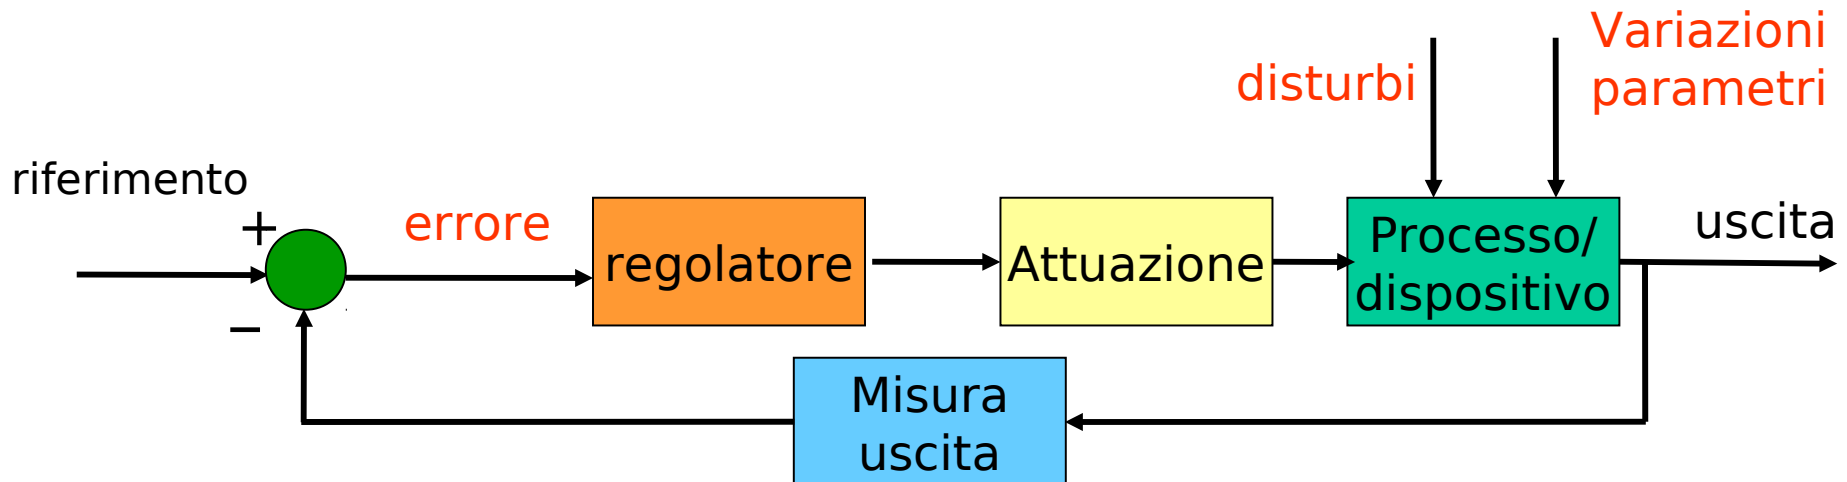 Variazioni
parametri
disturbi
riferimento
+
errore
regolatore
Attuazione
Processo/
dispositivo
uscita
–
Misura
uscita